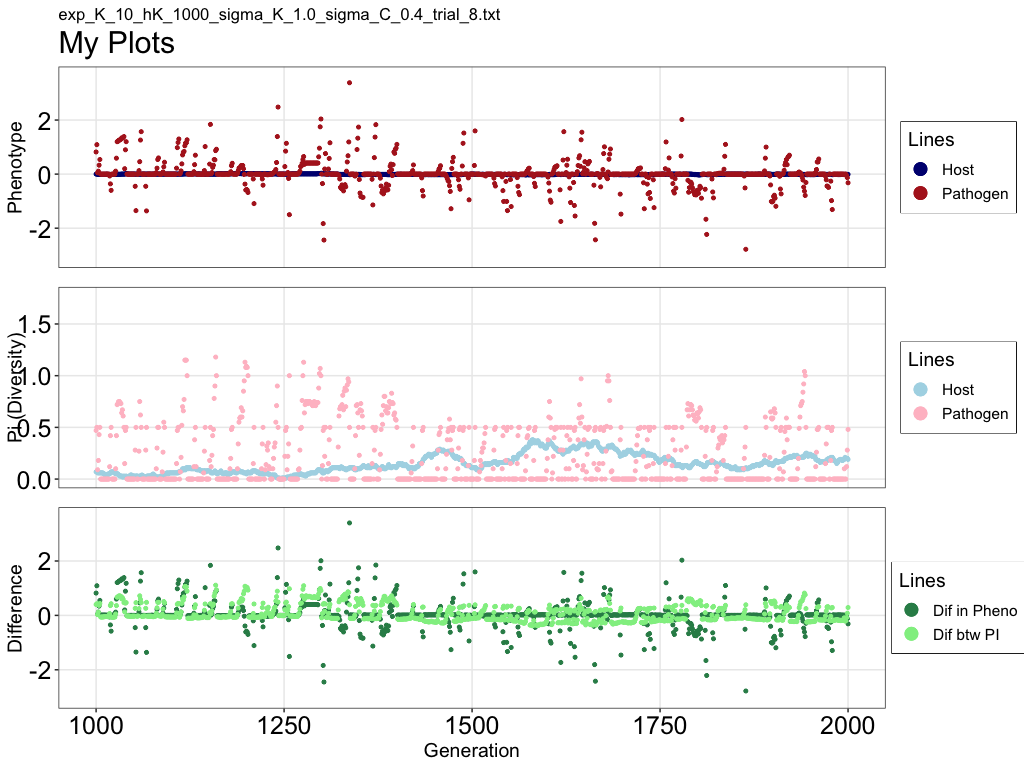 exp_K_10_hK_1000_sigma_K_1.0_sigma_C_0.4_trial_8.txt
My Plots
Phenotype
2
0
-2
Lines
Host
Pathogen
Pi (Diversity)
1.5
1.0
0.5
0.0
Lines
Host
Pathogen
Difference
2
0
-2
Lines
Dif in Pheno
Dif btw PI
1000 1250 1500 1750 2000
Generation